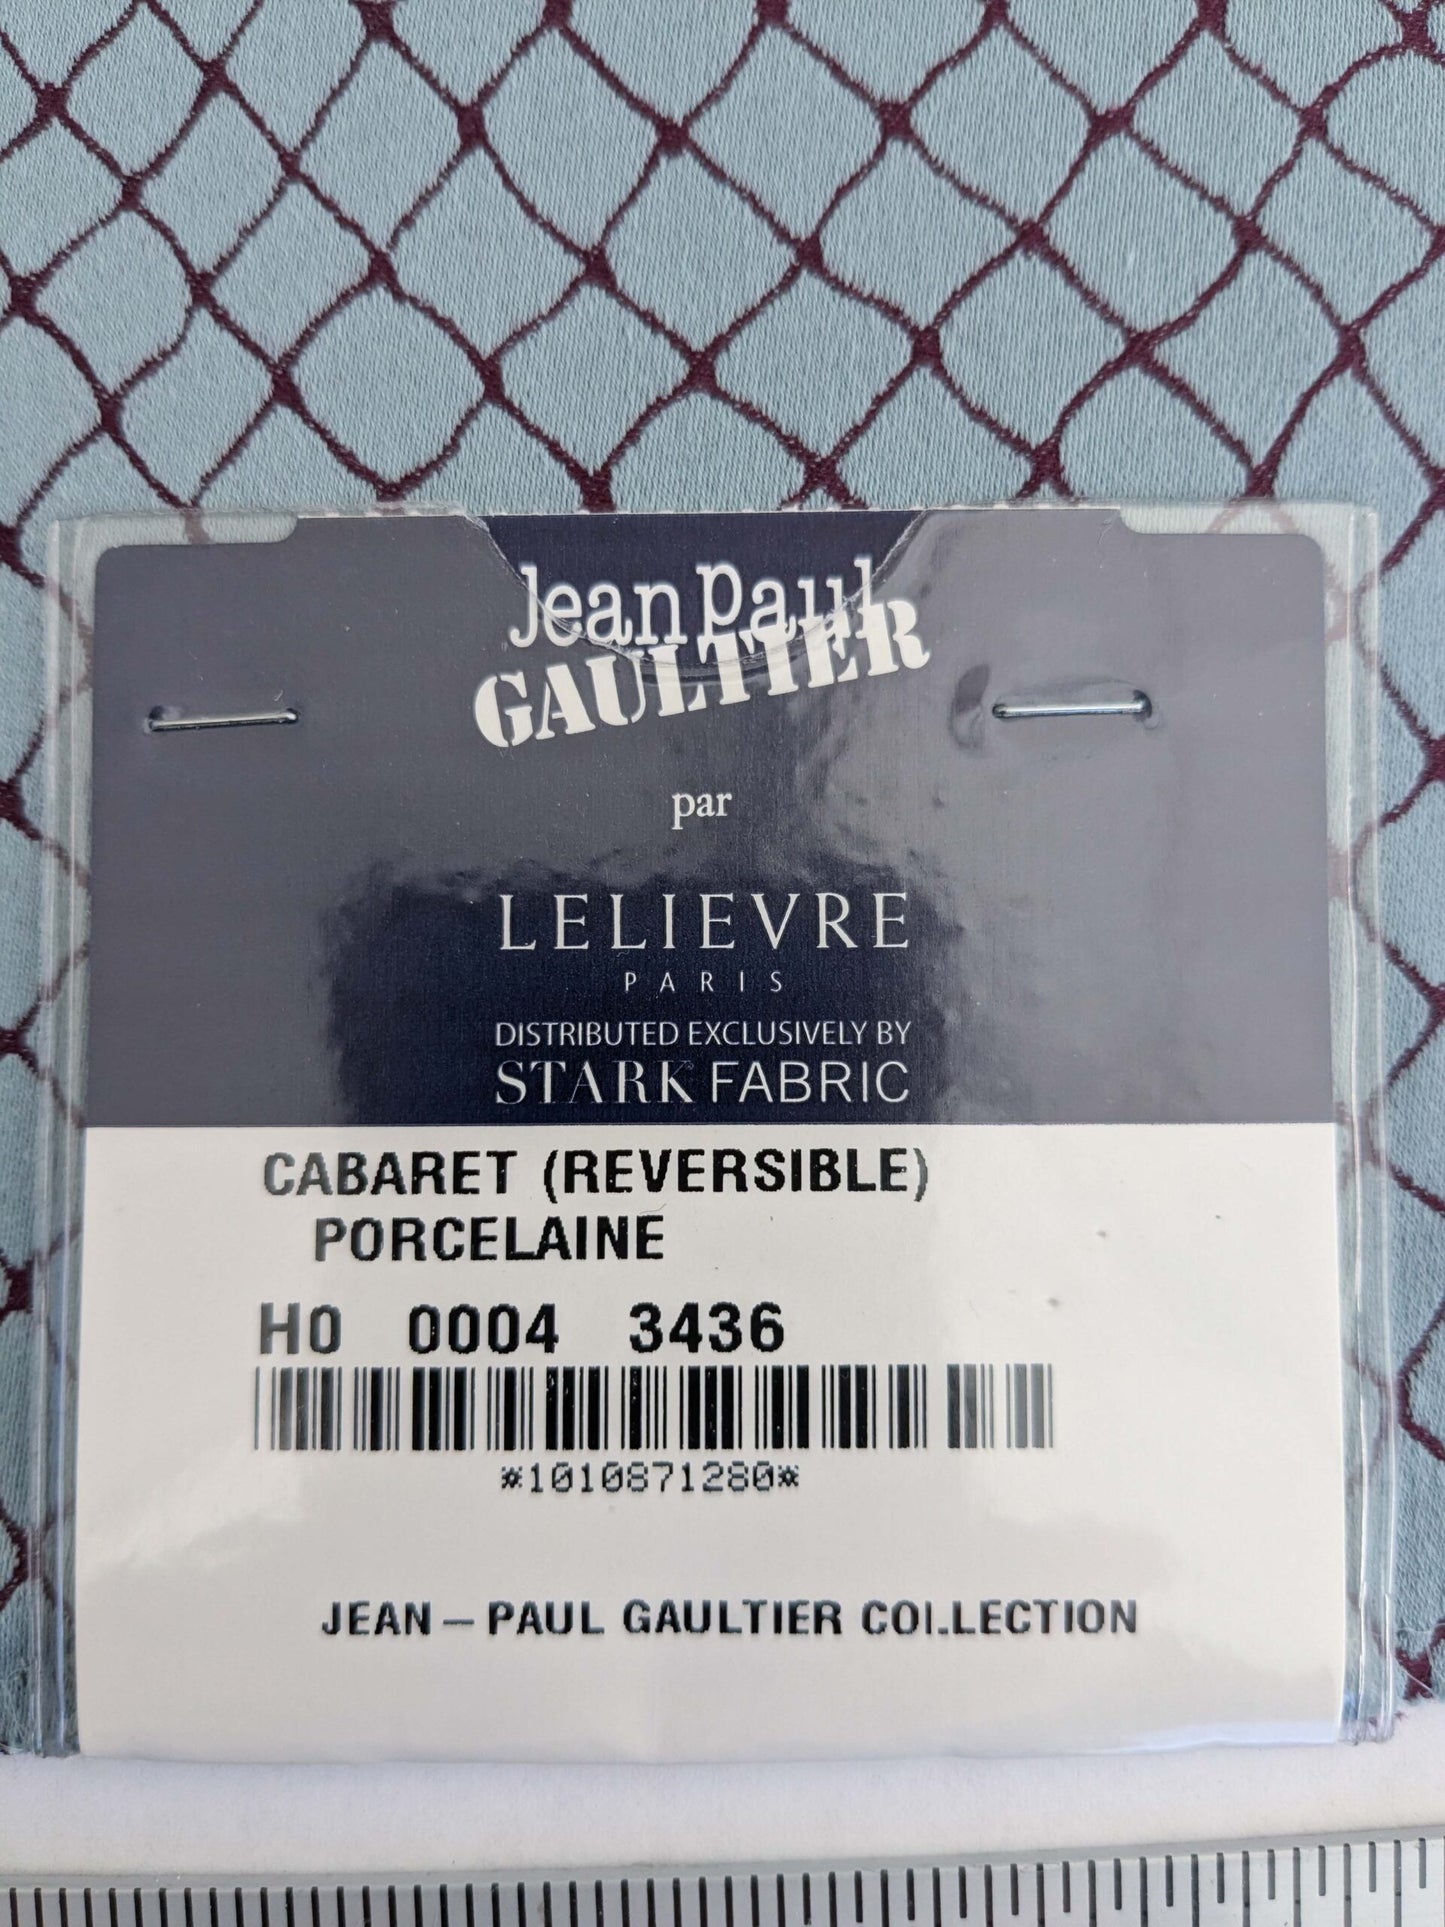 Jean Paul
GAULTIER
par
LELIEVRE
PARIS
DISTRIBUTED EXCLUSIVELY BY
STARK FABRIC
CABARET (REVERSIBLE)
PORCELAINE
H0 0004 3436
*1010871280*
JEAN-PAUL GAULTIER COLLECTION